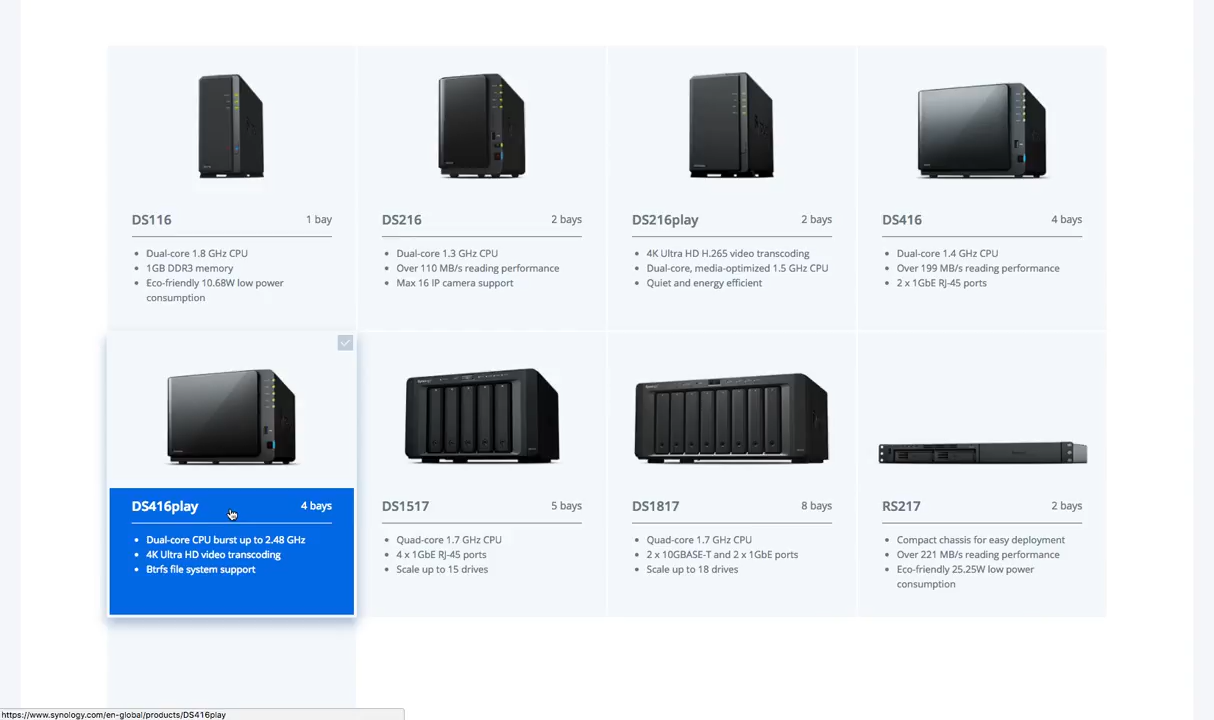 DS116 1 bay
Dual-core 1.8 GHz CPU
1GB DDR3 memory
Eco-friendly 10.68W low power
consumption
DS216 2 bays
Dual-core 1.3 GHz CPU
Over 110 MB/s reading performance
Max 16 IP camera support
DS216play 2 bays
4K Ultra HD H.265 video transcoding
Dual-core, media-optimized 1.5 GHz CPU
Quiet and energy efficient
DS416 4 bays
Dual-core 1.4 GHz CPU
Over 199 MB/s reading performance
2 x 1GbE RJ-45 ports
DS416play 4 bays
Dual-core CPU burst up to 2.48 GHz
4K Ultra HD video transcoding
Btrfs file system support
DS1517 5 bays
Quad-core 1.7 GHz CPU
4 x 1GbE RJ-45 ports
Scale up to 15 drives
DS1817 8 bays
Quad-core 1.7 GHz CPU
2 x 10GBASE-T and 2 x 1GbE ports
Scale up to 18 drives
RS217 2 bays
Compact chassis for easy deployment
Over 221 MB/s reading performance
Eco-friendly 25.25W low power
consumption
https://www.synology.com/en-global/products/DS416play